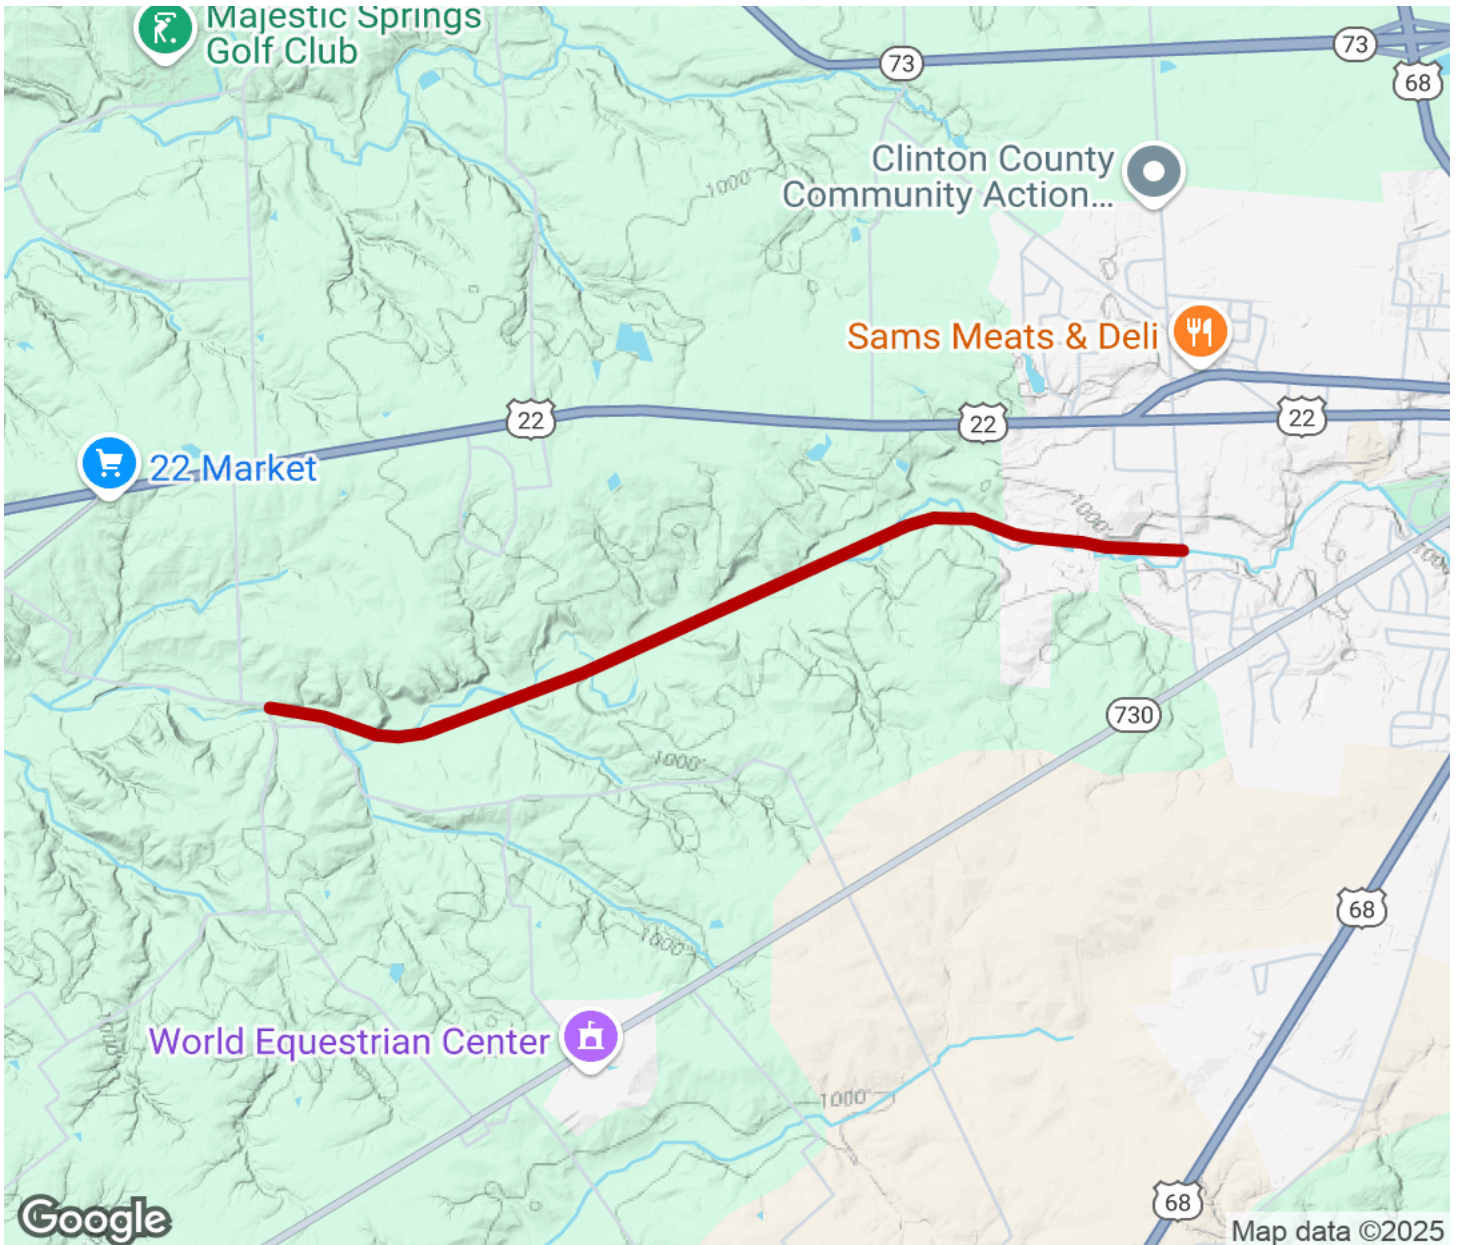 Majestic Springs
Golf Club
73
73
68
Clinton County
Community Action...
1000'
Sams Meats & Deli
22
22
22
22 Market
1000'
730
1000'
68
1000'
World Equestrian Center
1000'
68
Google
Map data ©2025